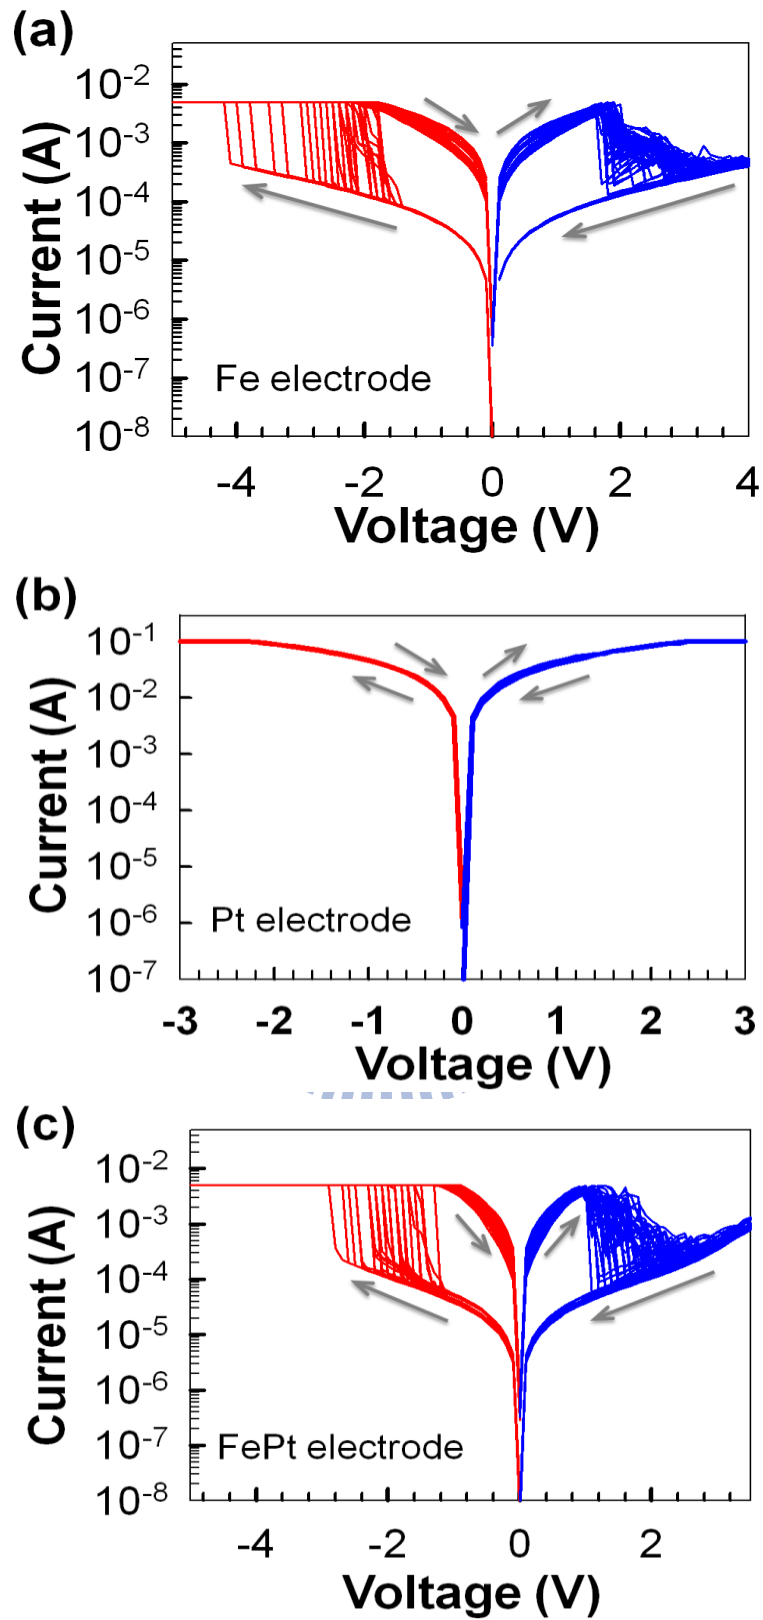 (a)
10-2
10-3
10-4
10-5
10-6
10-7
10-8
Current (A)
Fe electrode
-4 -2 0 2 4
Voltage (V)
(b)
10-1
10-2
10-3
10-4
10-5
10-6
10-7
Current (A)
Pt electrode
-3 -2 -1 0 1 2 3
Voltage (V)
(c)
10-2
10-3
10-4
10-5
10-6
10-7
10-8
Current (A)
FePt electrode
-4 -2 0 2
Voltage (V)